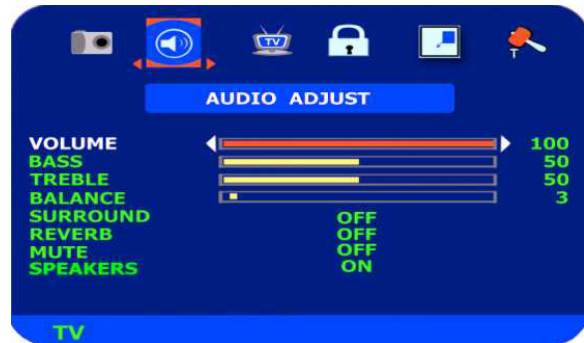 TV
AUDIO ADJUST
VOLUME 100
BASS 50
TREBLE 50
BALANCE 3
SURROUND OFF
REVERB OFF
MUTE OFF
SPEAKERS ON
TV